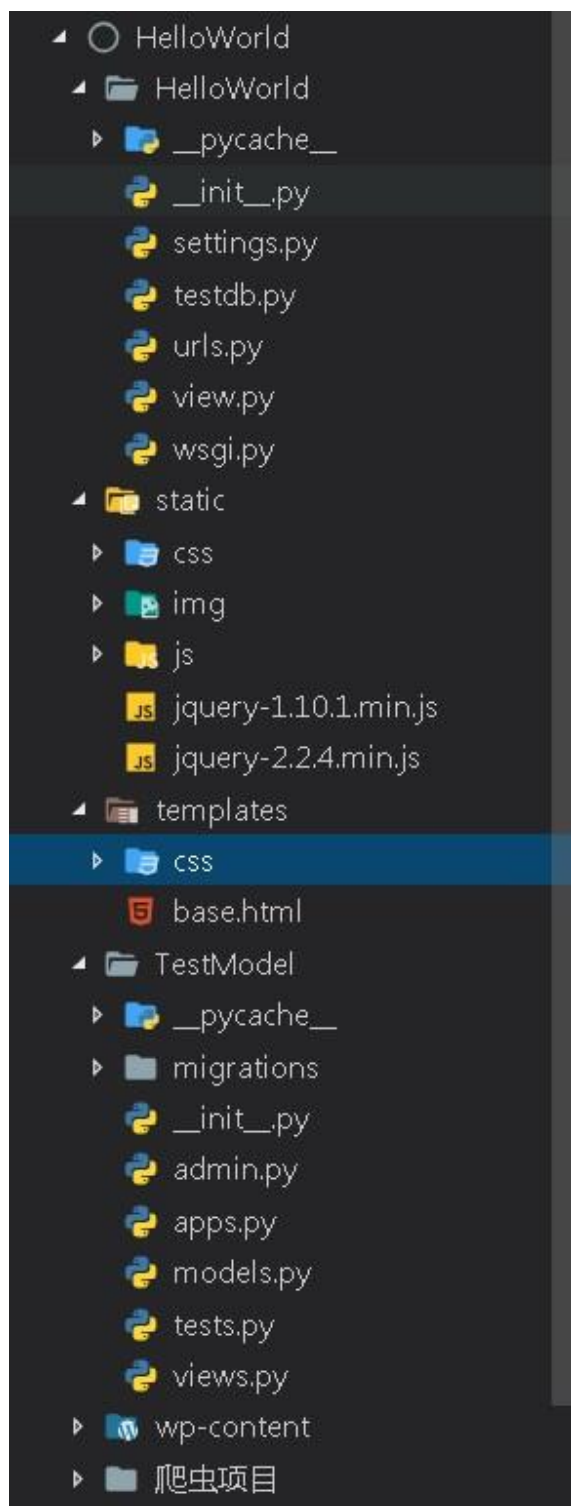 HelloWorld
HelloWorld
__pycache__
__init__.py
settings.py
testdb.py
urls.py
view.py
wsgi.py
static
css
img
js
JS jquery-1.10.1.min.js
JS jquery-2.2.4.min.js
templates
css
base.html
TestModel
__pycache__
migrations
__init__.py
admin.py
apps.py
models.py
tests.py
views.py
wp-content
爬虫项目